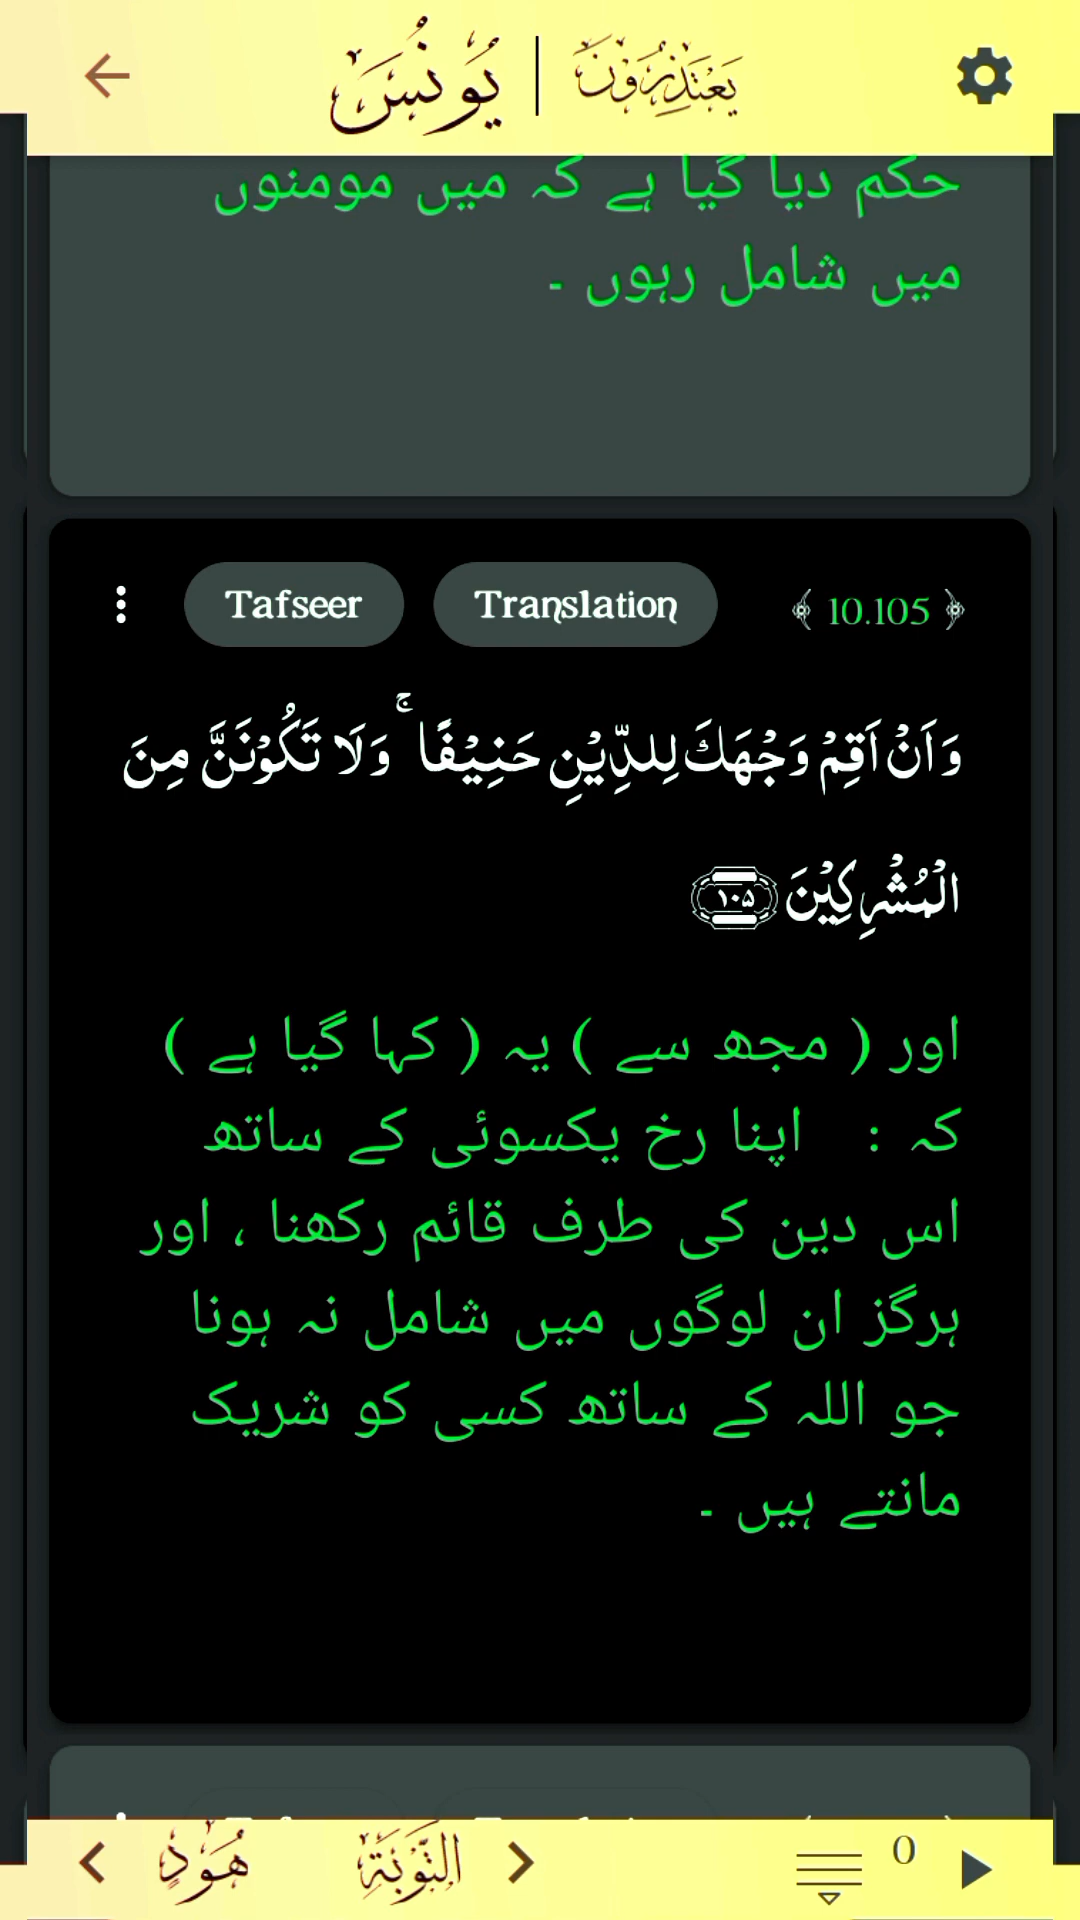 يُونُس | يَعْتَذِرُوْنَ
حکم دیا گیا ہے کہ میں مومنوں
میں شامل رہوں ۔
Tafseer Translation 10.105
وَاَنْ اَقِمْ وَجْهَكَ لِلدِّيْنِ حَنِيْفًا ۚ وَلَا تَكُوْنَنَّ مِنَ
الْمُشْرِكِيْنَ ۝۱۰۵
اور ( مجھ سے ) یہ ( کہا گیا ہے )
کہ : اپنا رخ یکسوئی کے ساتھ
اس دین کی طرف قائم رکھنا ، اور
ہرگز ان لوگوں میں شامل نہ ہونا
جو اللہ کے ساتھ کسی کو شریک
مانتے ہیں ۔
هُوْدٍ التَّوْبَة 0